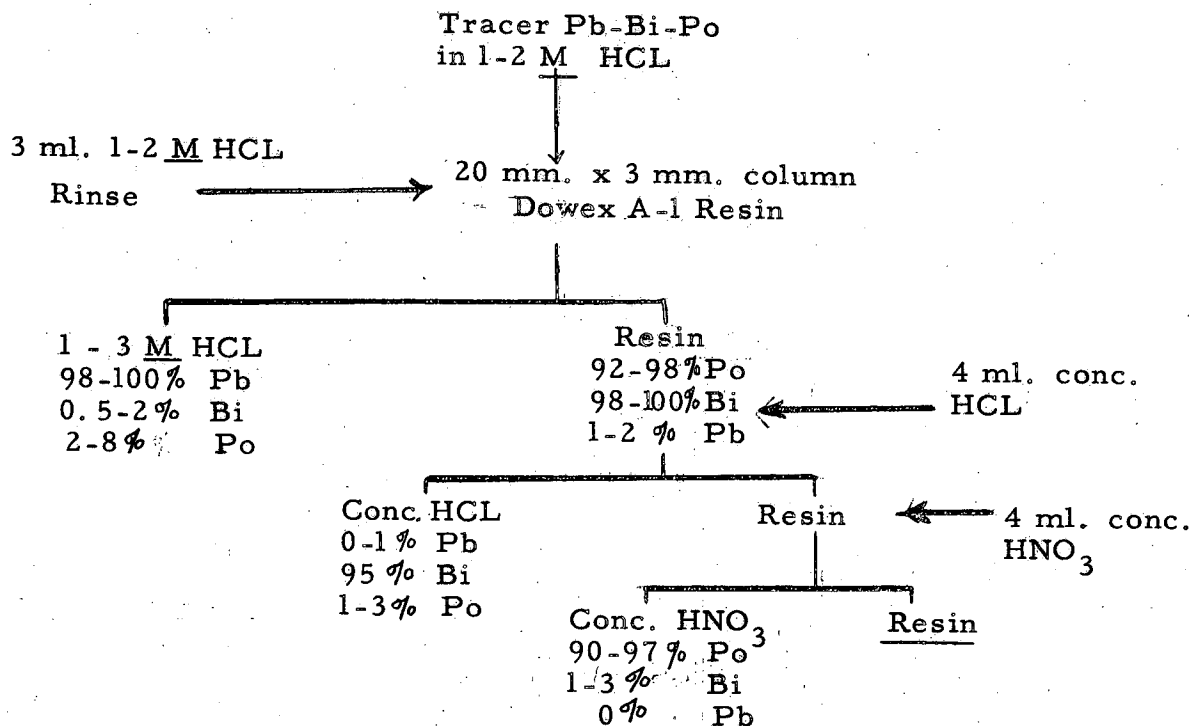 Tracer Pb-Bi-Po
in 1-2 M HCL
3 ml. 1-2 M HCL
Rinse
20 mm. x 3 mm. column
Dowex A-1 Resin
1 - 3 M HCL
98-100% Pb
0.5-2% Bi
2-8% Po
Resin
92-98% Po
98-100% Bi
1-2 % Pb
4 ml. conc.
HCL
Conc. HCL
0-1% Pb
95 % Bi
1-3% Po
Resin
4 ml. conc.
HNO3
Conc. HNO3
90-97% Po
1-3 % Bi
0% Pb
Resin